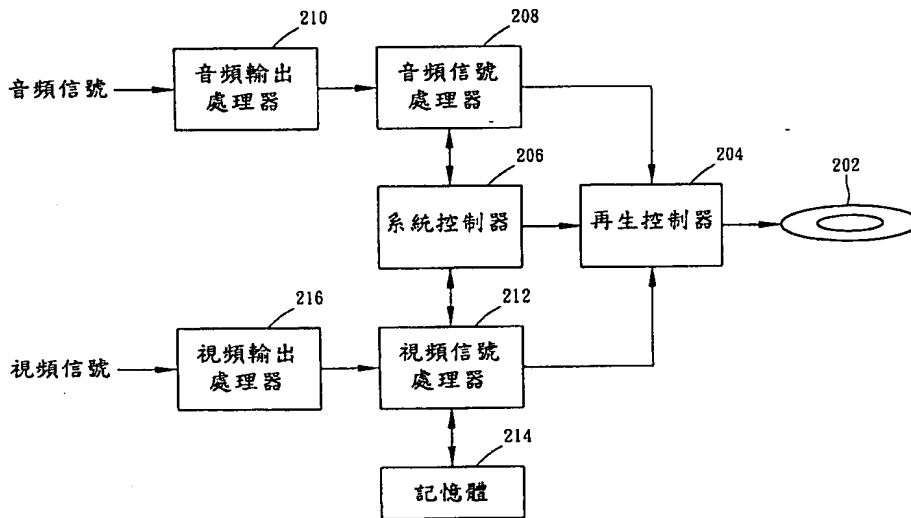 210
208
音頻信號
音頻輸出
處理器
音頻信號
處理器
206
204
202
系統控制器
再生控制器
216
212
視頻信號
視頻輸出
處理器
視頻信號
處理器
214
記憶體